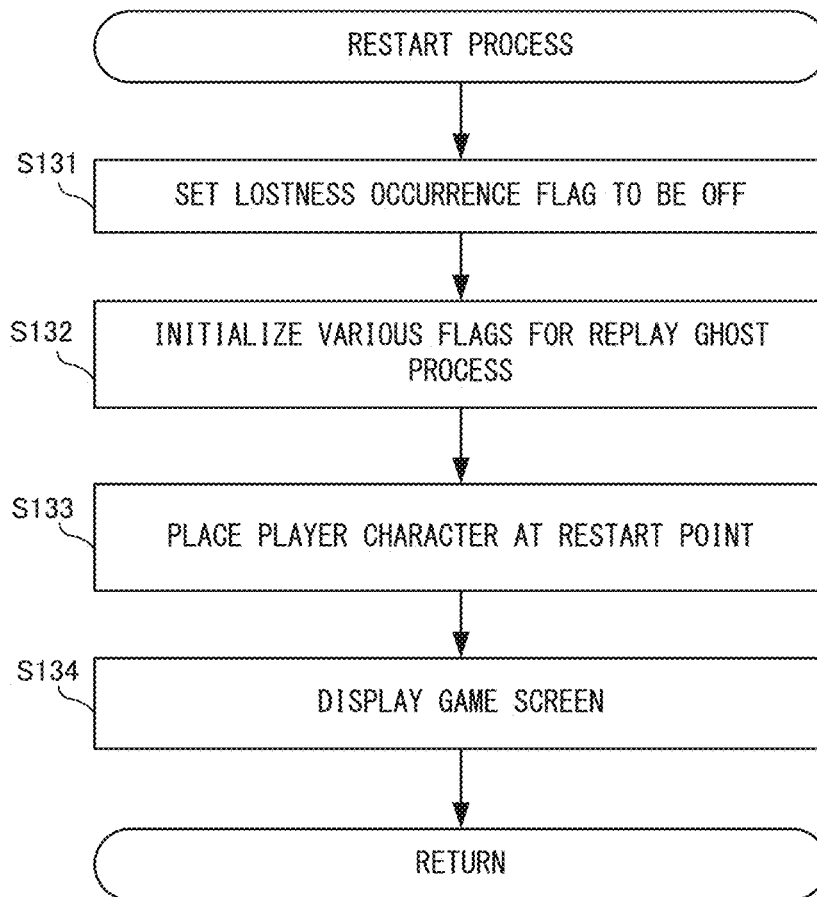 RESTART PROCESS
S131
SET LOSTNESS OCCURRENCE FLAG TO BE OFF
S132
INITIALIZE VARIOUS FLAGS FOR REPLAY GHOST
PROCESS
S133
PLACE PLAYER CHARACTER AT RESTART POINT
S134
DISPLAY GAME SCREEN
RETURN